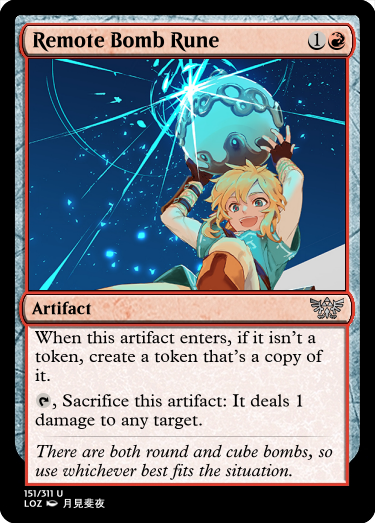 Remote Bomb Rune 1
Artifact
When this artifact enters, if it isn't a
token, create a token that's a copy of
it.
, Sacrifice this artifact: It deals 1
damage to any target.
There are both round and cube bombs, so
use whichever best fits the situation.
151/311 U
LOZ 月見斐夜